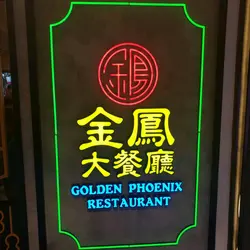 金鳳
大餐廳
GOLDEN PHOENIX
RESTAURANT